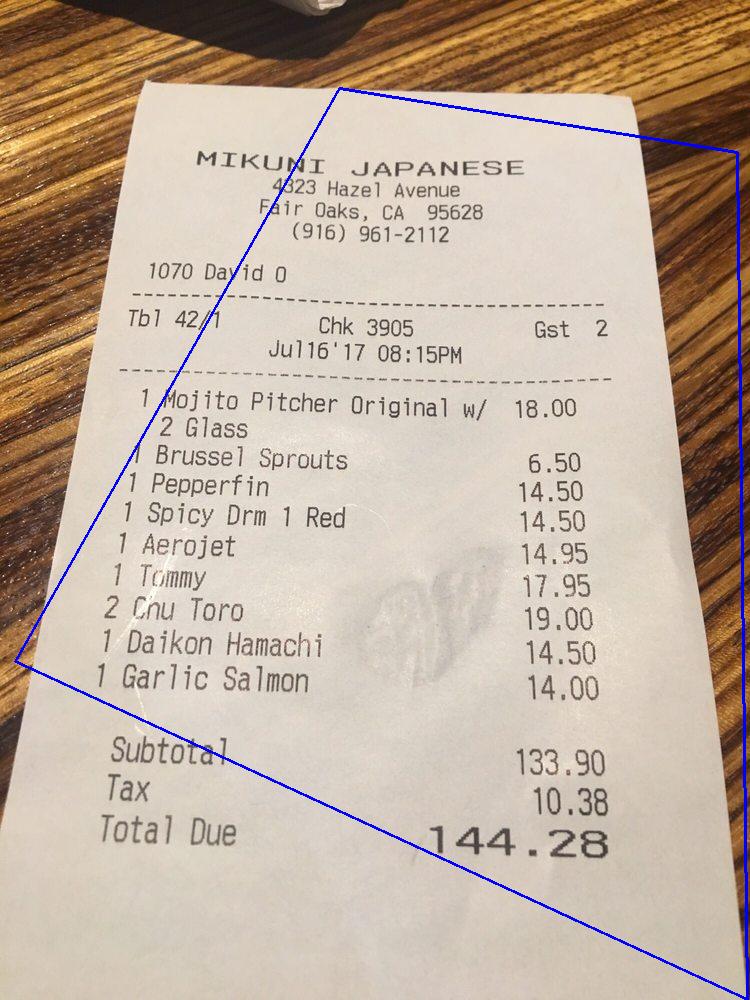 MIKUNI JAPANESE
4323 Hazel Avenue
Fair Oaks, CA 95628
(916) 961-2112
1070 David O
Tbl 42/1 Chk 3905 Gst 2
Jul16'17 08:15PM
1 Mojito Pitcher Original w/ 18.00
2 Glass
1 Brussel Sprouts 6.50
1 Pepperfin 14.50
1 Spicy Drm 1 Red 14.50
1 Aerojet 14.95
1 Tommy 17.95
2 Chu Toro 19.00
1 Daikon Hamachi 14.50
1 Garlic Salmon 14.00
Subtotal 133.90
Tax 10.38
Total Due 144.28